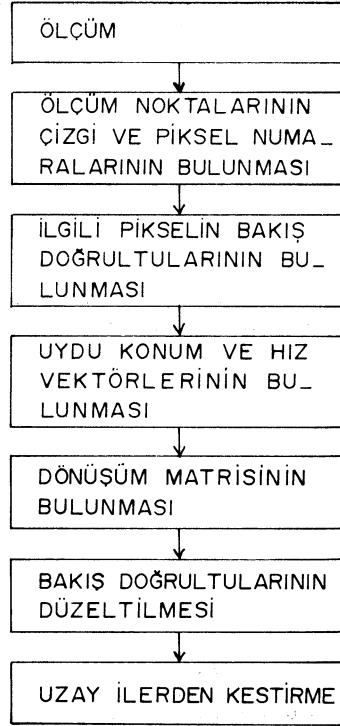 ÖLÇÜM
ÖLÇÜM NOKTALARININ
ÇİZGİ VE PİKSEL NUMA_
RALARININ BULUNMASI
İLGİLİ PİKSELİN BAKIŞ
DOĞRULTULARININ BU_
LUNMASI
UYDU KONUM VE HIZ
VEKTÖRLERİNİN BU_
LUNMASI
DÖNÜŞÜM MATRİSİNİN
BULUNMASI
BAKIŞ DOĞRULTULARININ
DÜZELTİLMESİ
UZAY İLERDEN KESTİRME